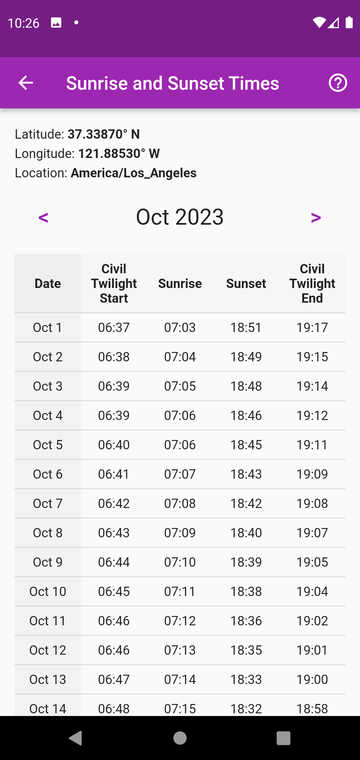 10:26
Sunrise and Sunset Times
Latitude: 37.33870° N
Longitude: 121.88530° W
Location: America/Los_Angeles
< Oct 2023 >
Date Civil Twilight Start Sunrise Sunset Civil Twilight End
Oct 1 06:37 07:03 18:51 19:17
Oct 2 06:38 07:04 18:49 19:15
Oct 3 06:39 07:05 18:48 19:14
Oct 4 06:39 07:06 18:46 19:12
Oct 5 06:40 07:06 18:45 19:11
Oct 6 06:41 07:07 18:43 19:09
Oct 7 06:42 07:08 18:42 19:08
Oct 8 06:43 07:09 18:40 19:07
Oct 9 06:44 07:10 18:39 19:05
Oct 10 06:45 07:11 18:38 19:04
Oct 11 06:46 07:12 18:36 19:02
Oct 12 06:46 07:13 18:35 19:01
Oct 13 06:47 07:14 18:33 19:00
Oct 14 06:48 07:15 18:32 18:58